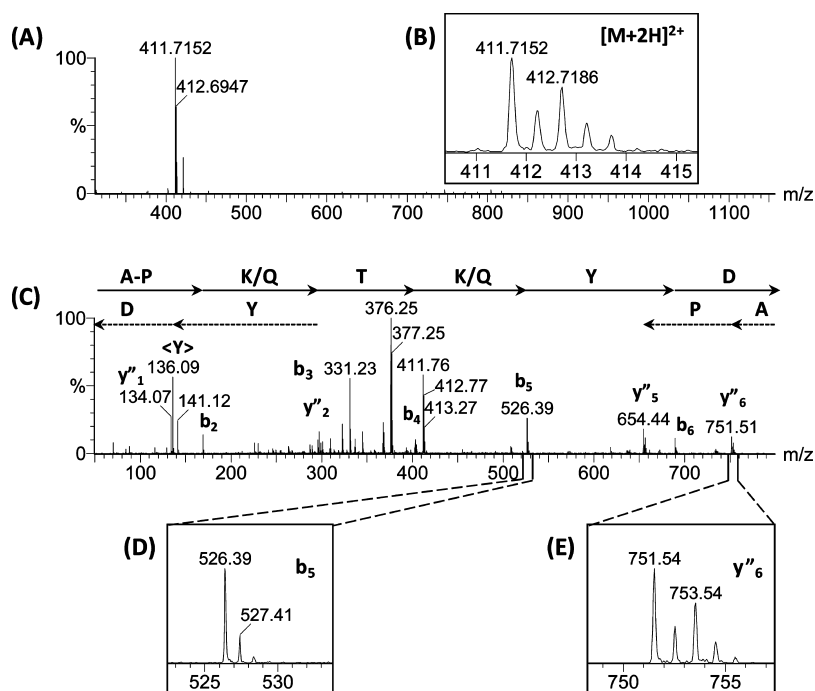 (A)
411.7152
412.6947
100
%
0
400 500 600 700 800 900 1000 1100 m/z
(B)
[M+2H]2+
411.7152
412.7186
411 412 413 414 415
(C)
A-P K/Q T K/Q Y D
D Y P A
100
%
0
y"1
134.07
<Y>
136.09
141.12
b2
y"2
b3
331.23
376.25
377.25
b4
411.76
412.77
413.27
b5
526.39
y"5
654.44
b6
y"6
751.51
100 200 300 400 500 600 700 m/z
(D)
526.39
b5
527.41
525 530
(E)
751.54
y"6
753.54
750 755